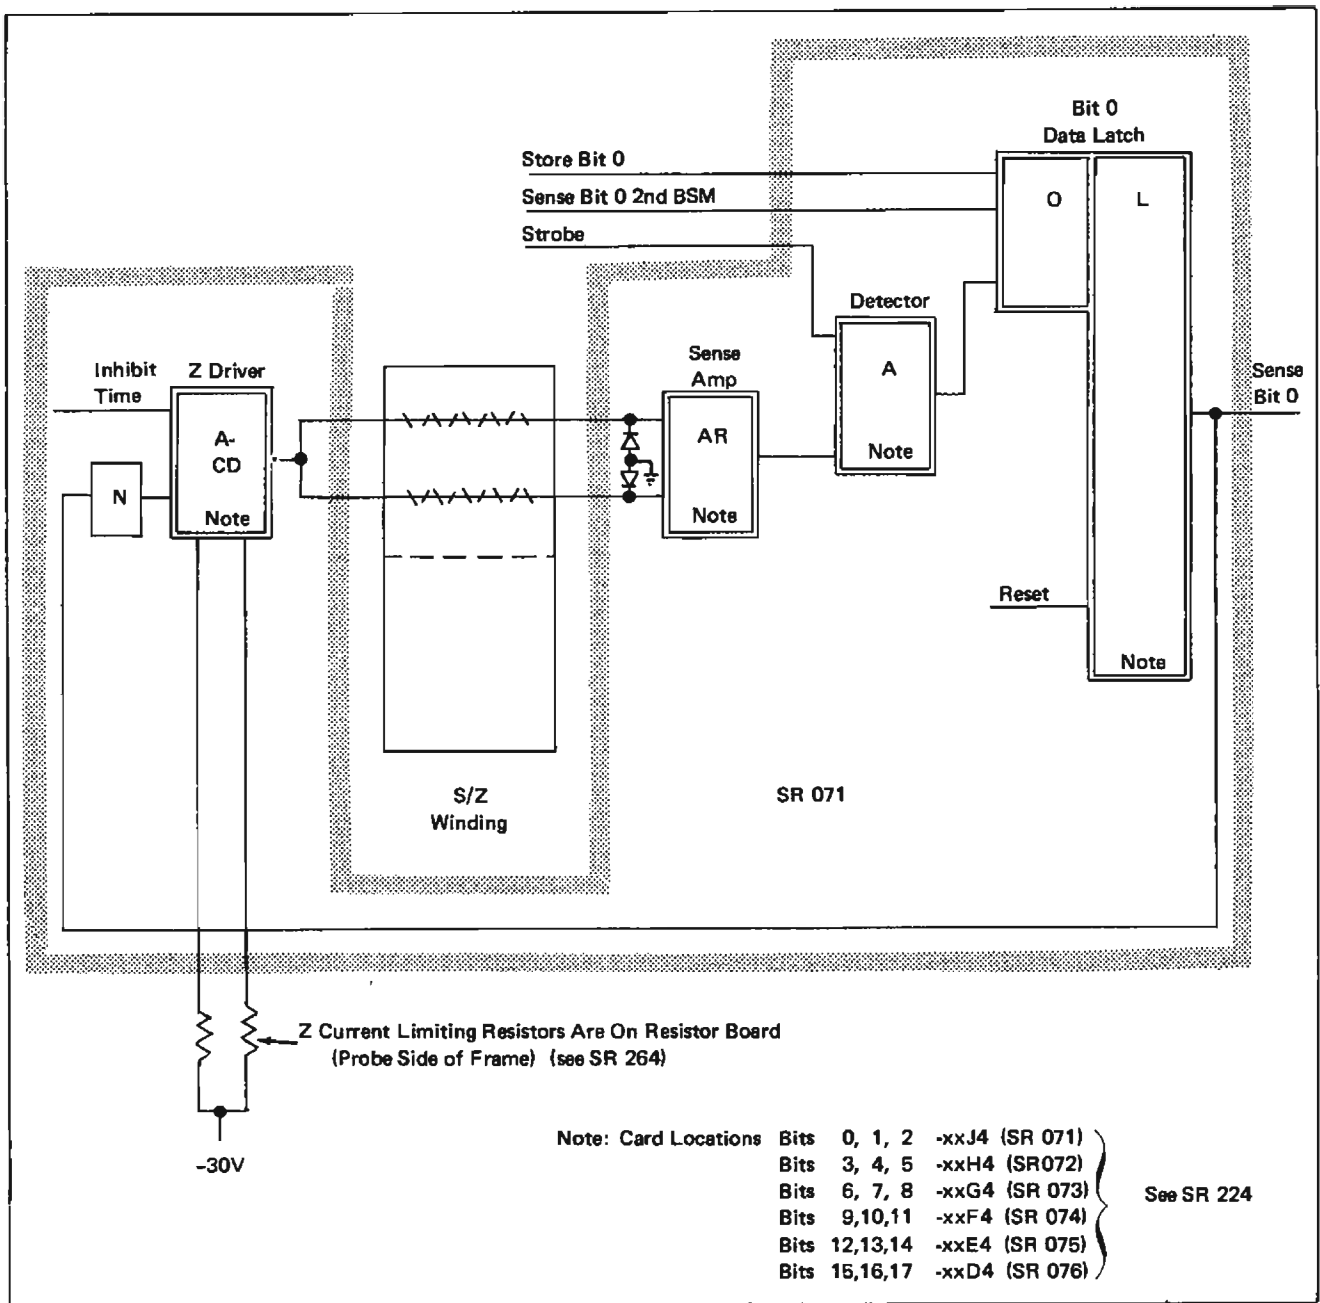 Bit 0
Data Latch
Store Bit 0
Sense Bit 0 2nd BSM
Strobe
O
L
Detector
A
Note
Sense
Amp
AR
Note
Inhibit
Time
Z Driver
A-
CD
Note
N
Sense
Bit 0
Reset
Note
S/Z
Winding
SR 071
Z Current Limiting Resistors Are On Resistor Board
(Probe Side of Frame) (see SR 264)
-30V
Note: Card Locations Bits 0, 1, 2 -xxJ4 (SR 071)
Bits 3, 4, 5 -xxH4 (SR072)
Bits 6, 7, 8 -xxG4 (SR 073)
Bits 9,10,11 -xxF4 (SR 074)
Bits 12,13,14 -xxE4 (SR 075)
Bits 15,16,17 -xxD4 (SR 076)
See SR 224